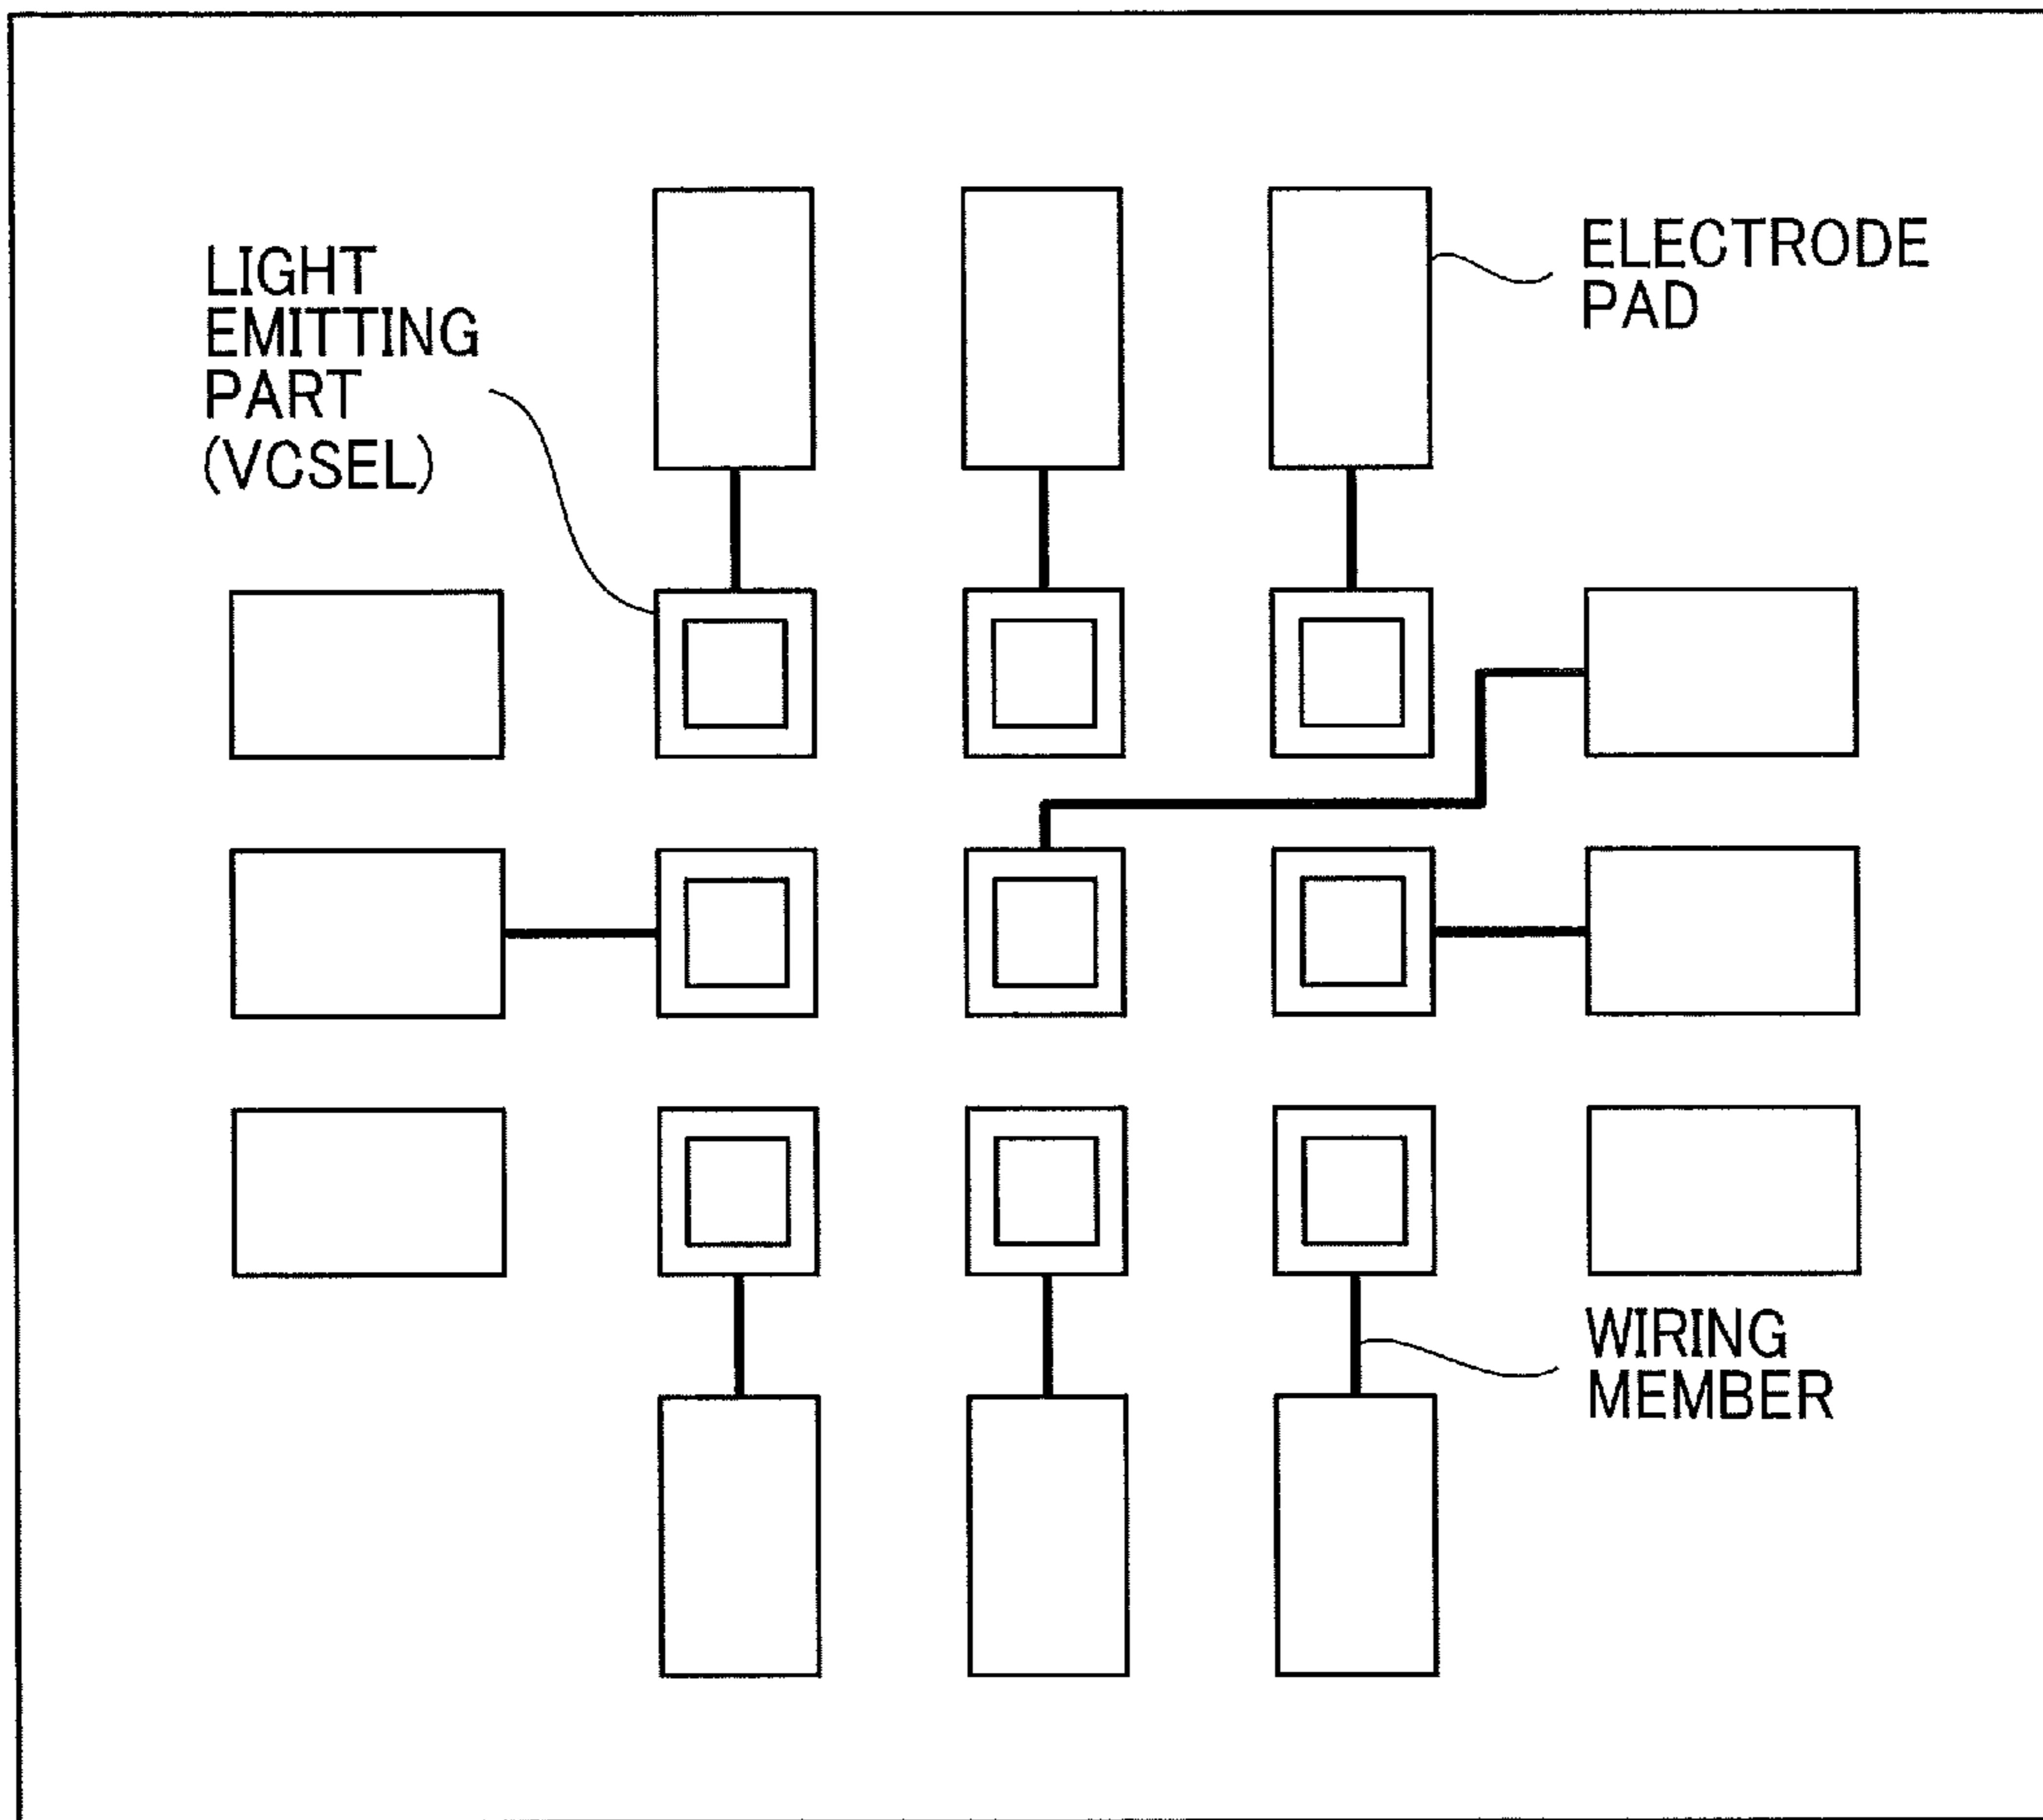 LIGHT
EMITTING
PART
(VCSEL)
ELECTRODE
PAD
WIRING
MEMBER